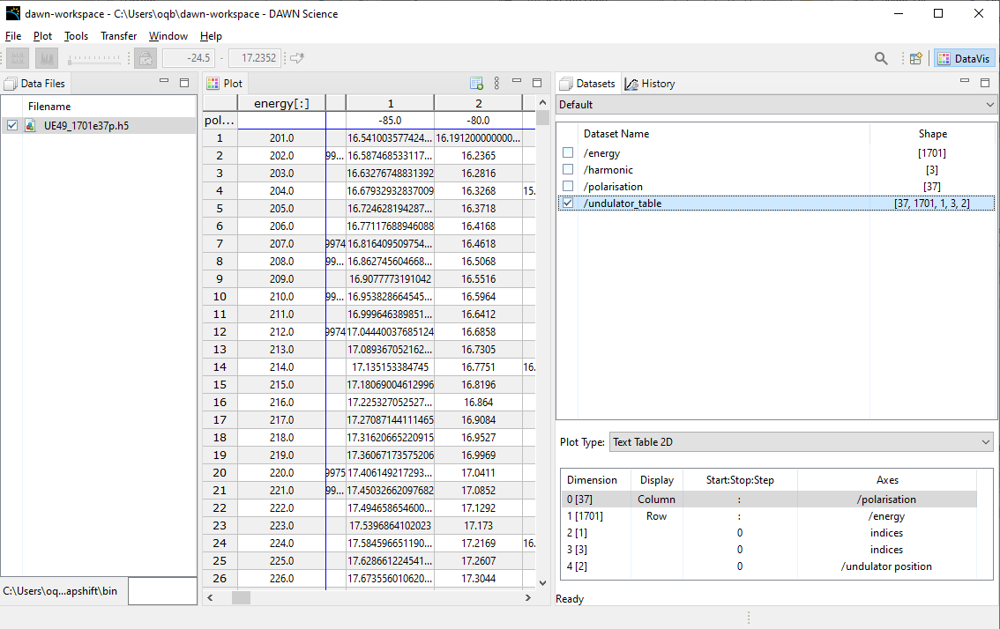 dawn-workspace - C:\Users\oqb\dawn-workspace - DAWN Science
File Plot Tools Transfer Window Help
-24.5 - 17.2352 DataVis
Data Files
Filename
UE49_1701e37p.h5
C:\Users\oq...apshift\bin
Plot
energy[:] 1 2
pol... -85.0 -80.0
1 201.0 16.541003577424... 16.191200000000...
2 202.0 99... 16.587468533117... 16.2365
3 203.0 16.63276748831392 16.2816
4 204.0 16.67932932837009 16.3268 15.
5 205.0 16.724628194287... 16.3718
6 206.0 16.77117688946088 16.4168
7 207.0 9974 16.816409509754... 16.4618
8 208.0 99... 16.862745604668... 16.5068
9 209.0 16.9077773191042 16.5516
10 210.0 99... 16.953828664545... 16.5964
11 211.0 16.999646389851... 16.6412
12 212.0 9974 17.04440037685124 16.6858
13 213.0 17.089367052162... 16.7305
14 214.0 17.135153384745 16.7751 16.
15 215.0 17.18069004612996 16.8196
16 216.0 17.225327052527... 16.864
17 217.0 17.27087144111465 16.9084
18 218.0 17.31620665220915 16.9527
19 219.0 17.36067173575206 16.9969
20 220.0 9975 17.406149217293... 17.0411
21 221.0 99... 17.45032662097682 17.0852
22 222.0 17.494658654600... 17.1292
23 223.0 17.5396864102023 17.173
24 224.0 17.584596651190... 17.2169 16.
25 225.0 17.628661224541... 17.2607
26 226.0 17.673556010620... 17.3044
Datasets History
Default
Dataset Name Shape
/energy [1701]
/harmonic [3]
/polarisation [37]
/undulator_table [37, 1701, 1, 3, 2]
Plot Type: Text Table 2D
Dimension Display Start:Stop:Step Axes
0 [37] Column : /polarisation
1 [1701] Row : /energy
2 [1] 0 indices
3 [3] 0 indices
4 [2] 0 /undulator position
Ready